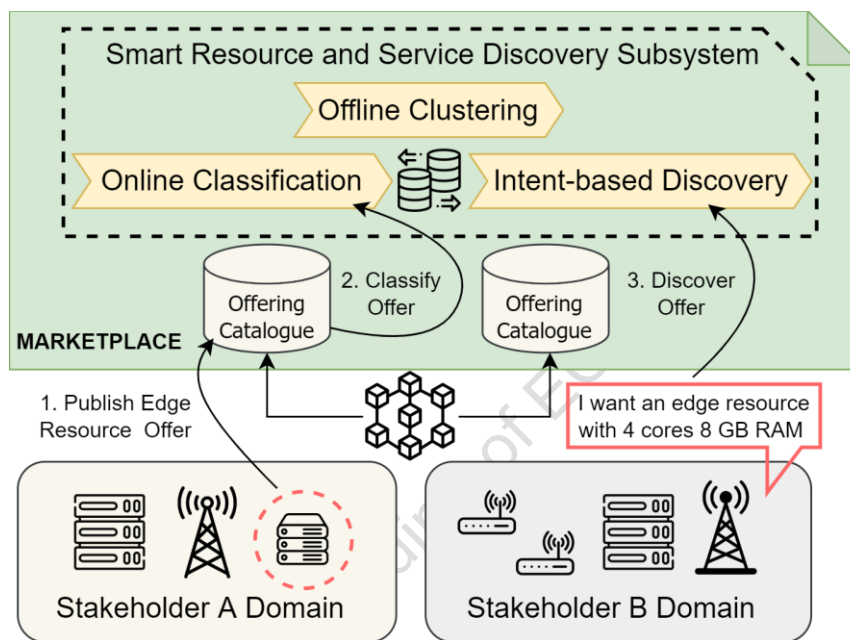 Smart Resource and Service Discovery Subsystem
Offline Clustering
Online Classification
Intent-based Discovery
2. Classify
Offer
3. Discover
Offer
Offering
Catalogue
Offering
Catalogue
MARKETPLACE
1. Publish Edge
Resource Offer
I want an edge resource
with 4 cores 8 GB RAM
Stakeholder A Domain
Stakeholder B Domain